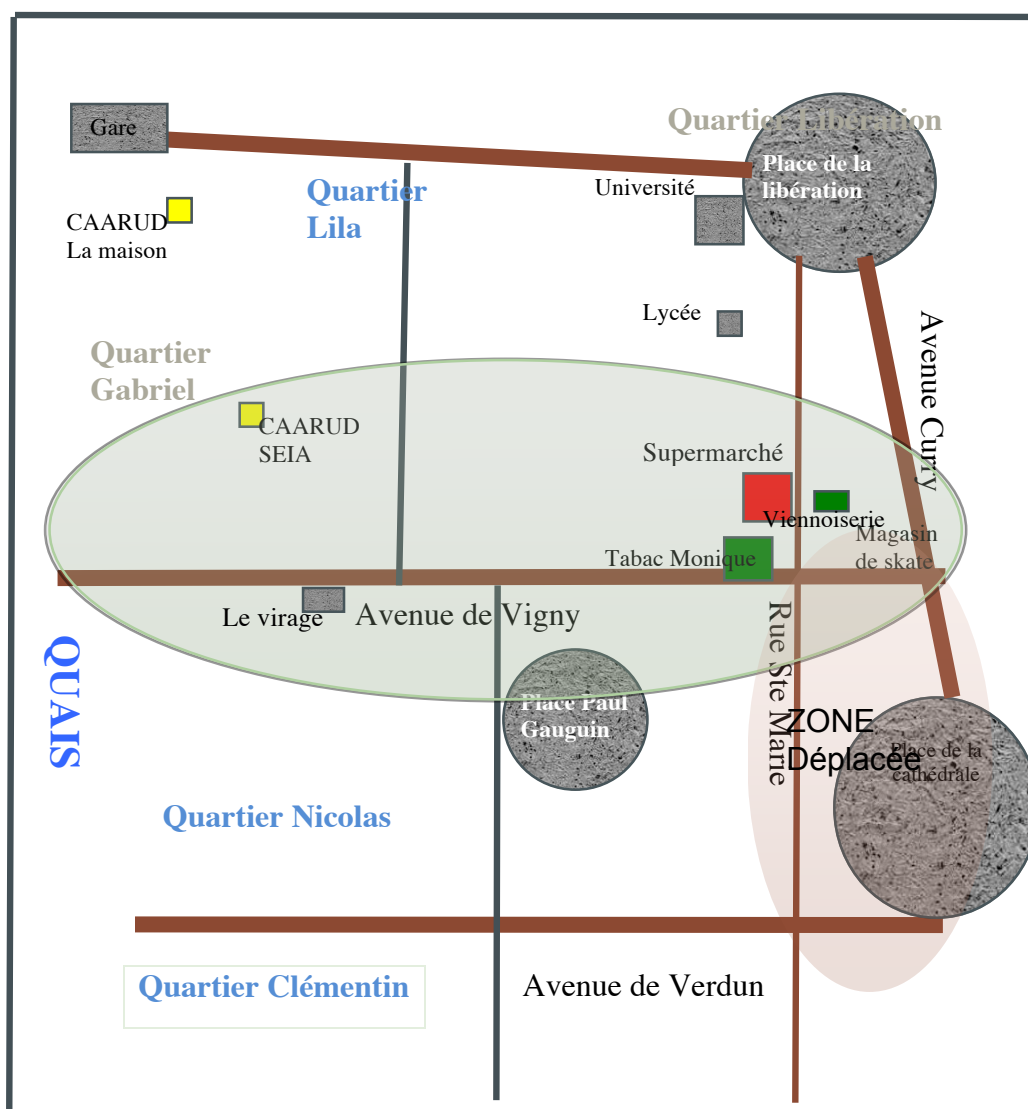 Quartier Libération
Gare
Place de la
libération
Quartier
Lila
Université
CAARUD
La maison
Lycée
Avenue Curry
Quartier
Gabriel
CAARUD
SEIA
Supermarché
Viennoiserie
Magasin
de skate
Tabac Monique
Le virage
Avenue de Vigny
Rue Ste Marie
QUAIS
Place Paul
Gauguin
ZONE
Déplacée
Place de la
cathédrale
Quartier Nicolas
Quartier Clémentin
Avenue de Verdun